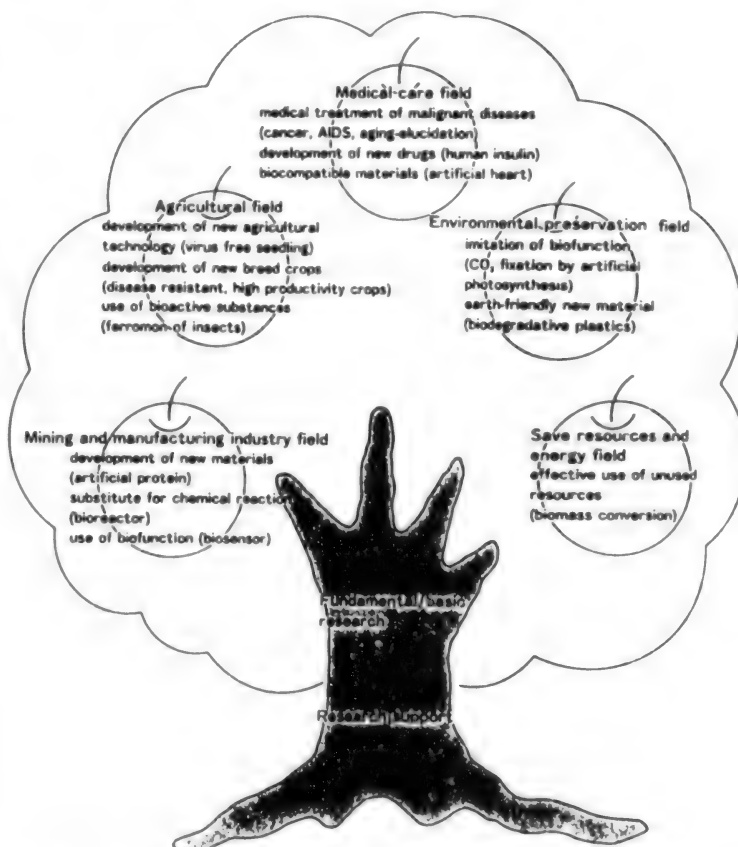 Medical-care field
medical treatment of malignant diseases
(cancer, AIDS, aging-elucidation)
development of new drugs (human insulin)
biocompatible materials (artificial heart)
Agricultural field
development of new agricultural
technology (virus free seedling)
development of new breed crops
(disease resistant, high productivity crops)
use of bioactive substances
(farromon of insects)
Environmental preservation field
imitation of biofunction
(CO, fixation by artificial
photosynthesis)
earth-friendly new material
(biodegradative plastics)
Mining and manufacturing industry field
development of new materials
(artificial protein)
substitute for chemical reaction
(bioreactor)
use of biofunction (biosensor)
Save resources and
energy field
effective use of unused
resources
(biomass conversion)
Fundamental/basic
research
Research support